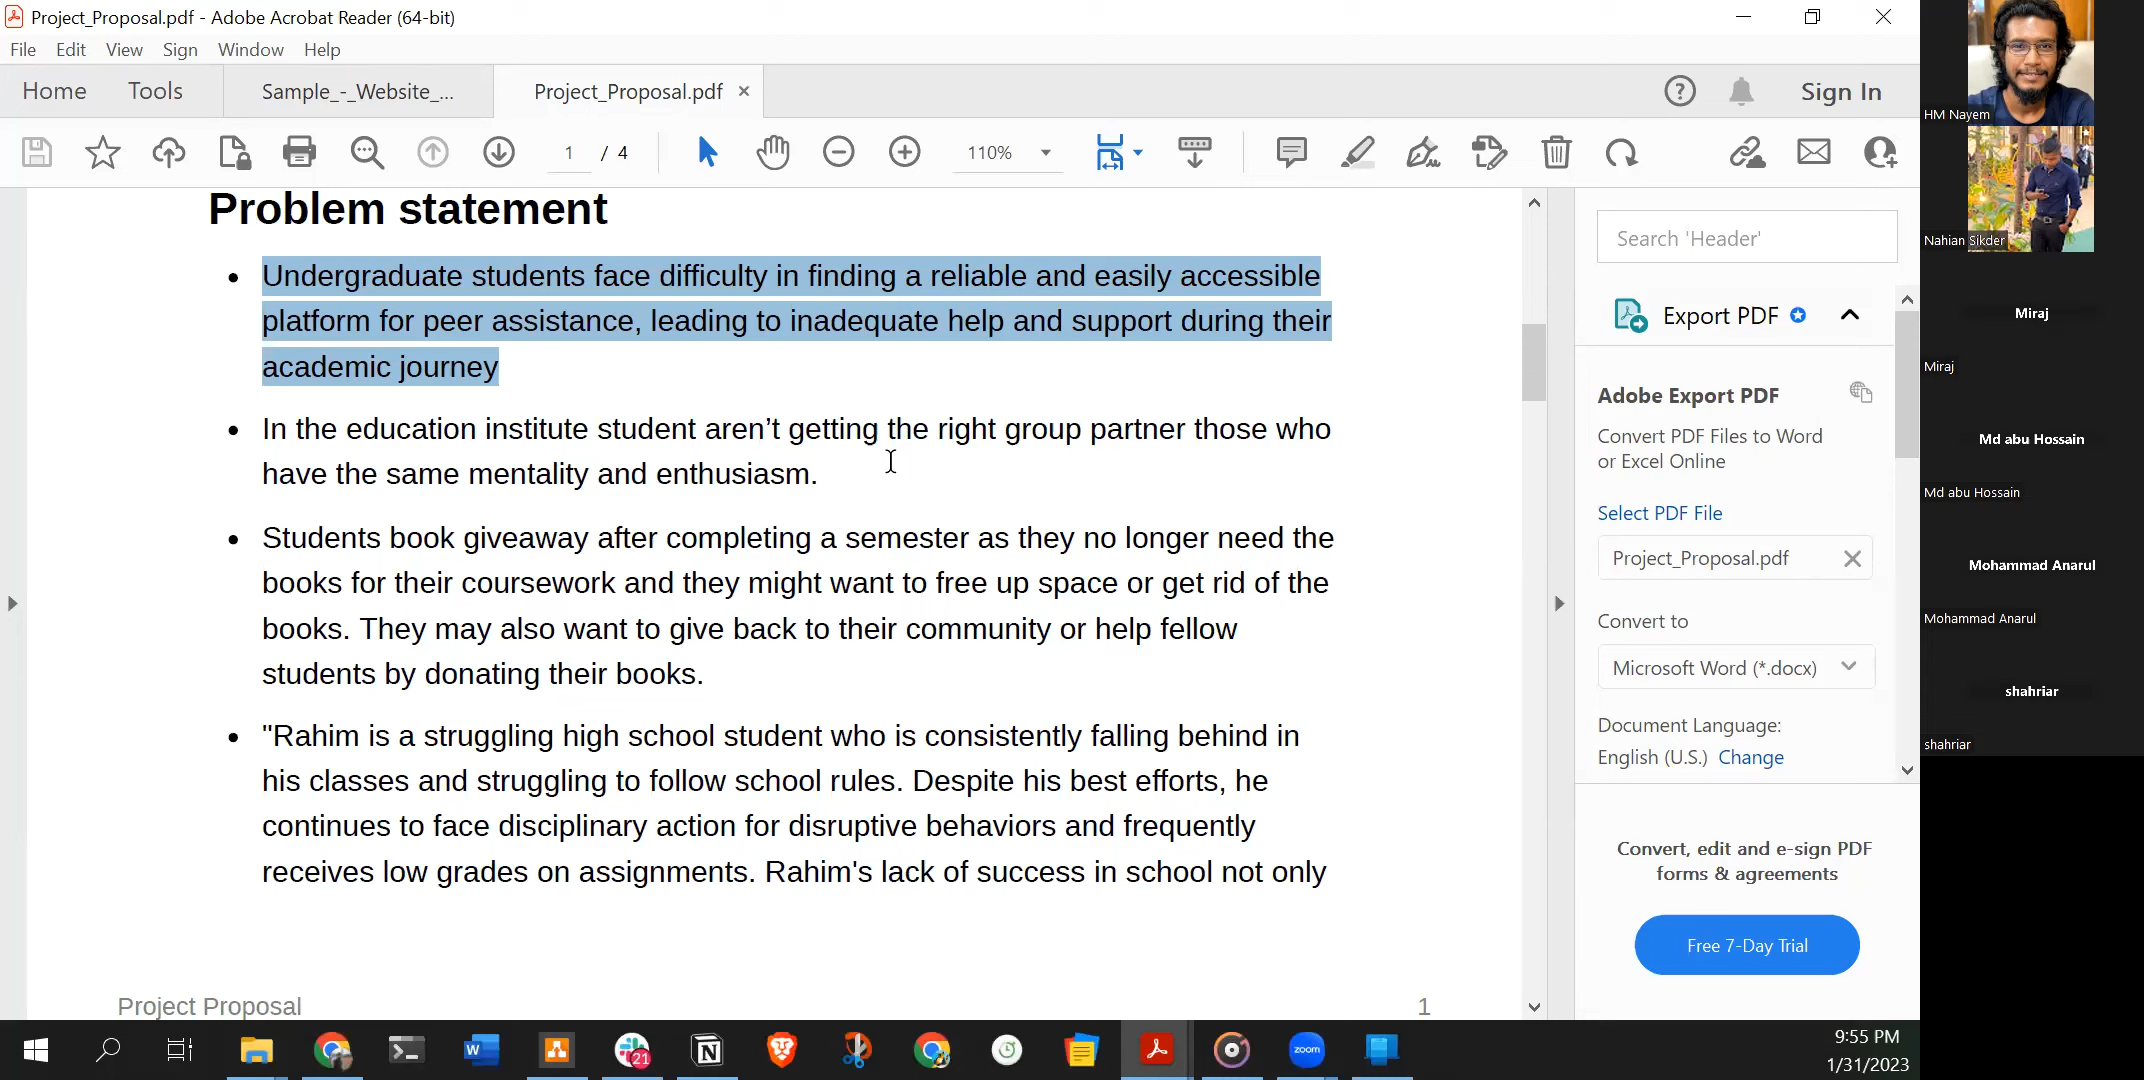 Project_Proposal.pdf - Adobe Acrobat Reader (64-bit)
File Edit View Sign Window Help
Home Tools Sample_-_Website_... Project_Proposal.pdf × Sign In
1 / 4 110%
Problem statement
• Undergraduate students face difficulty in finding a reliable and easily accessible
platform for peer assistance, leading to inadequate help and support during their
academic journey
• In the education institute student aren’t getting the right group partner those who
have the same mentality and enthusiasm.
• Students book giveaway after completing a semester as they no longer need the
books for their coursework and they might want to free up space or get rid of the
books. They may also want to give back to their community or help fellow
students by donating their books.
• "Rahim is a struggling high school student who is consistently falling behind in
his classes and struggling to follow school rules. Despite his best efforts, he
continues to face disciplinary action for disruptive behaviors and frequently
receives low grades on assignments. Rahim's lack of success in school not only
Project Proposal 1
Search 'Header'
Export PDF
Adobe Export PDF
Convert PDF Files to Word
or Excel Online
Select PDF File
Project_Proposal.pdf
Convert to
Microsoft Word (*.docx)
Document Language:
English (U.S.) Change
Convert, edit and e-sign PDF
forms & agreements
Free 7-Day Trial
HM Nayem
Nahian Sikder
Miraj
Miraj
Md abu Hossain
Md abu Hossain
Mohammad Anarul
Mohammad Anarul
shahriar
shahriar
21
zoom
9:55 PM
1/31/2023